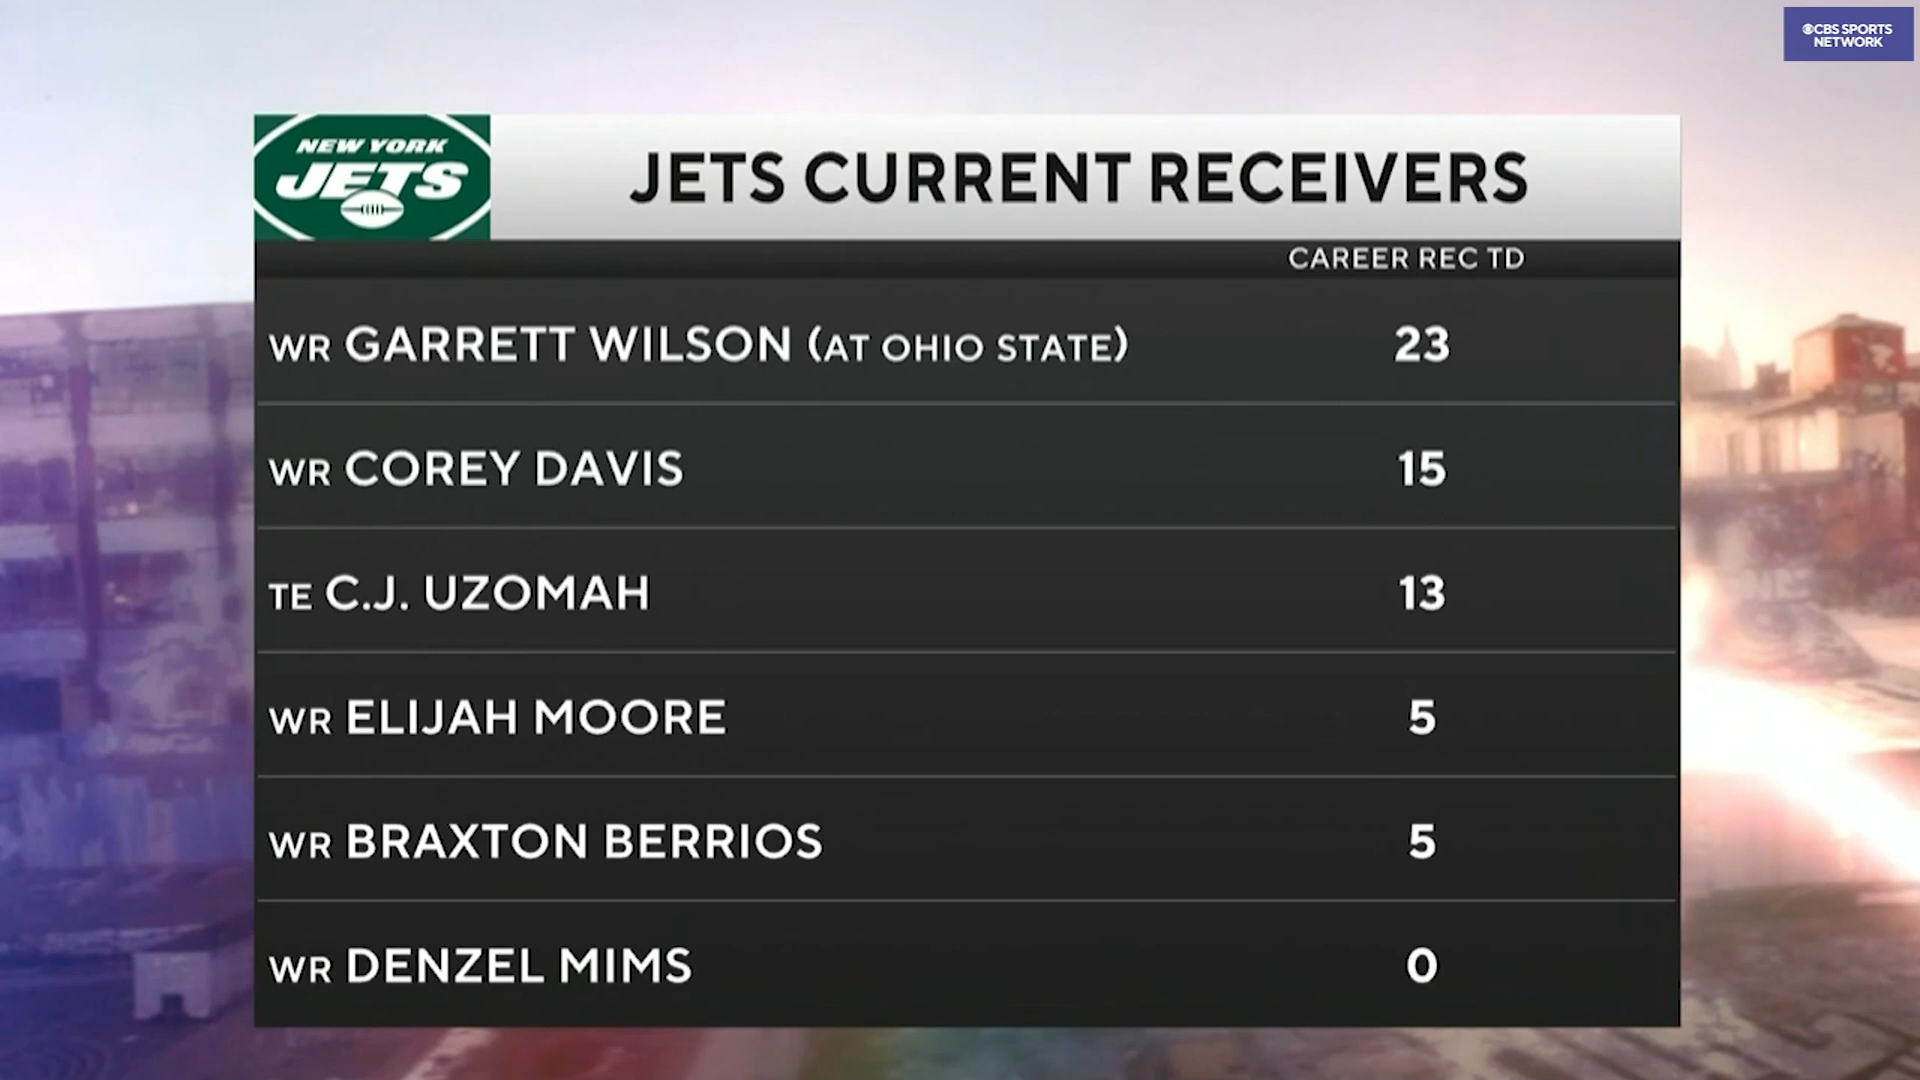 CBS SPORTS
NETWORK
NEW YORK
JETS
JETS CURRENT RECEIVERS
CAREER REC TD
WR GARRETT WILSON (AT OHIO STATE) 23
WR COREY DAVIS 15
TE C.J. UZOMAH 13
WR ELIJAH MOORE 5
WR BRAXTON BERRIOS 5
WR DENZEL MIMS 0